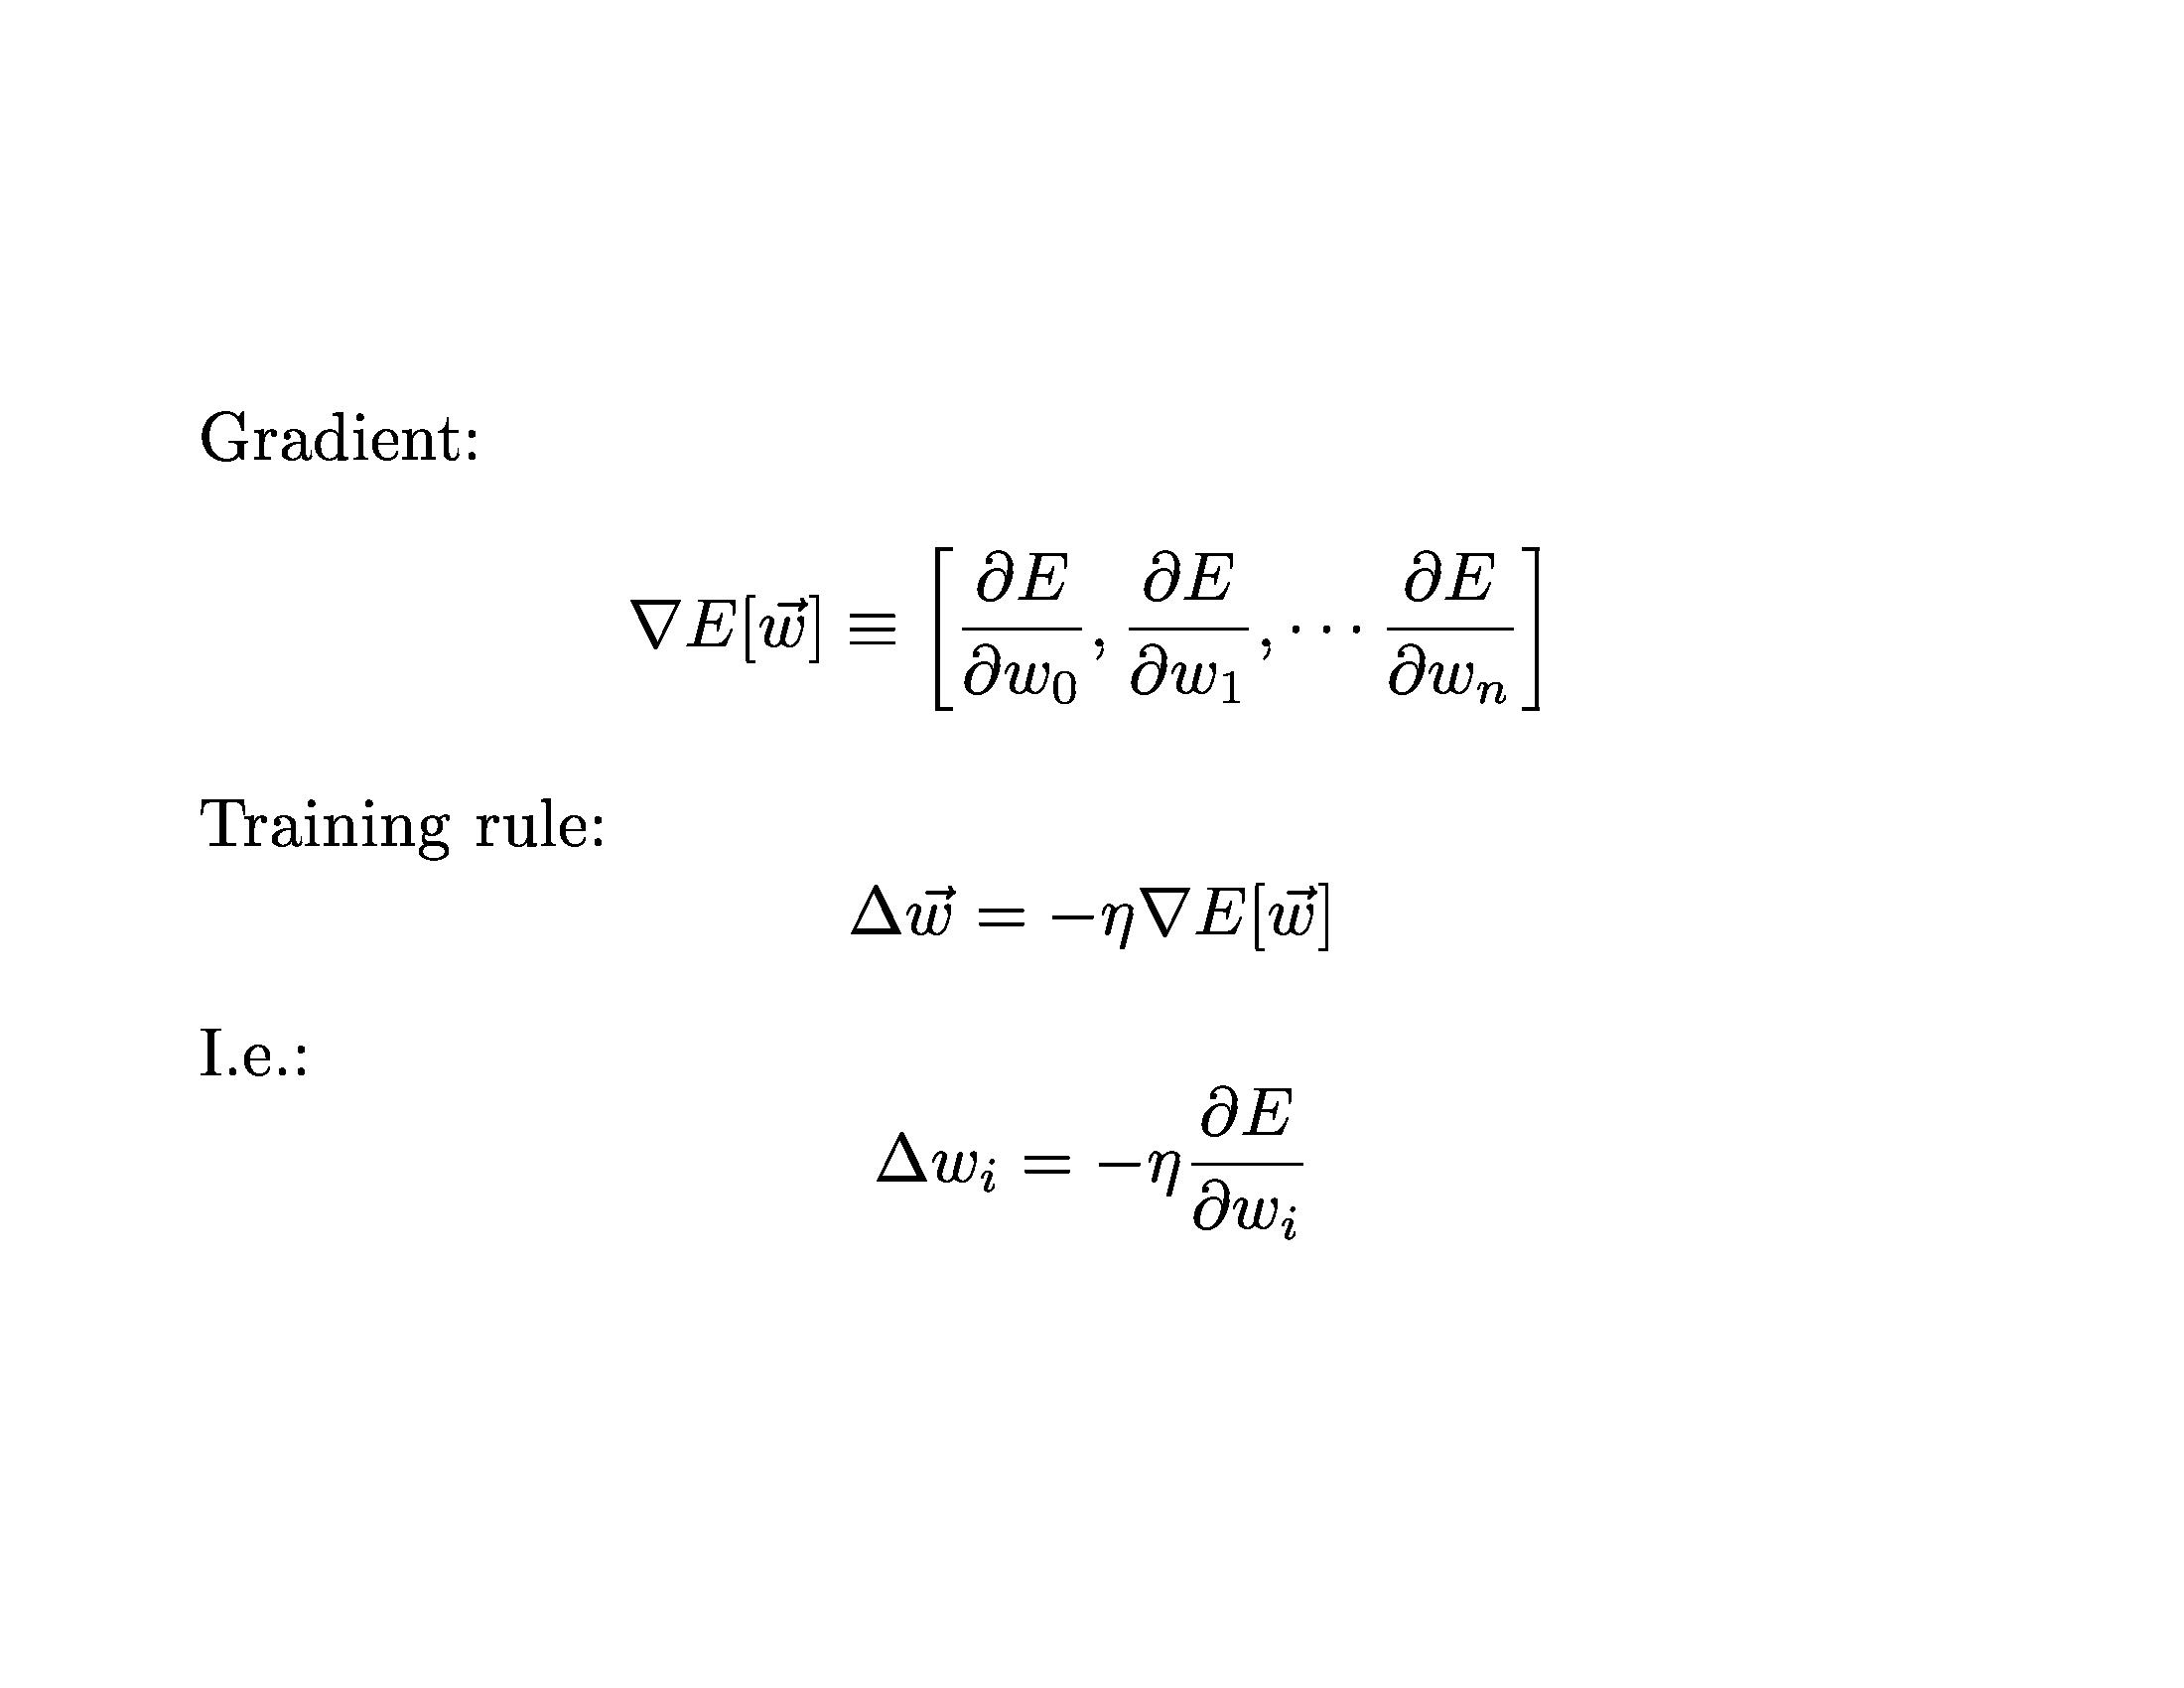 Gradient:
∇E[w⃗] ≡ [∂E/∂w₀, ∂E/∂w₁, ⋯ ∂E/∂wₙ]
Training rule:
Δw⃗ = −η∇E[w⃗]
I.e.:
Δwᵢ = −η ∂E/∂wᵢ